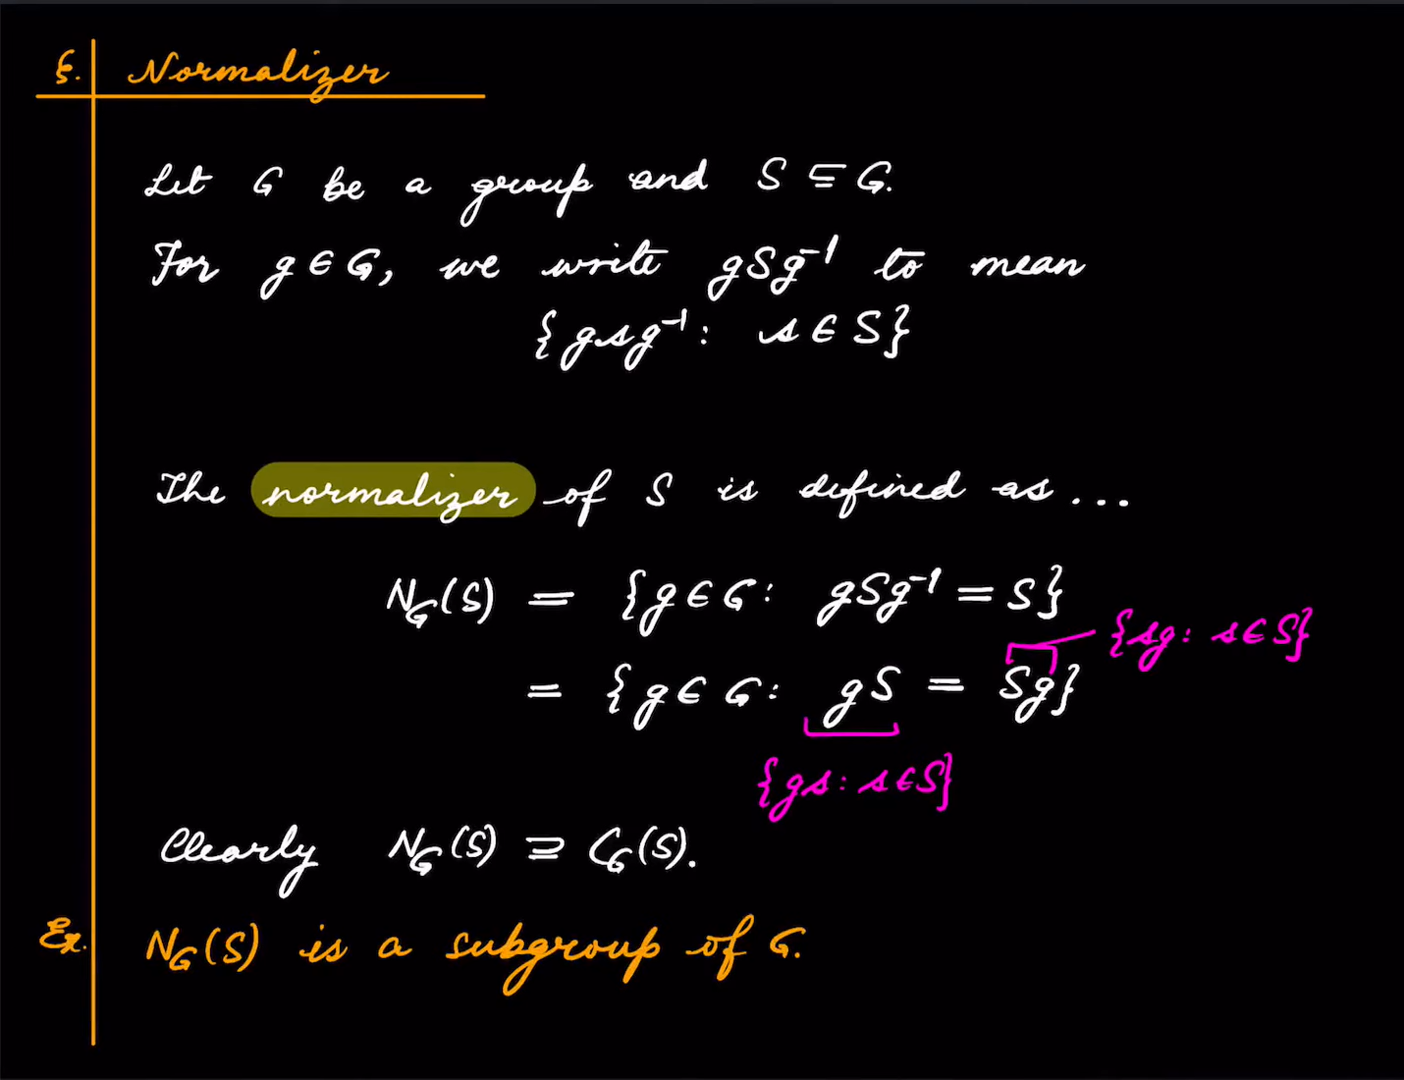 §. Normalizer
Let G be a group and S ⊆ G.
For g ∈ G, we write gSg⁻¹ to mean
{gsg⁻¹: s ∈ S}
The normalizer of S is defined as ...
N_G(S) = {g ∈ G: gSg⁻¹ = S}
{sg: s ∈ S}
= {g ∈ G: gS = Sg}
{gs: s ∈ S}
Clearly N_G(S) ⊇ C_G(S).
Ex. N_G(S) is a subgroup of G.